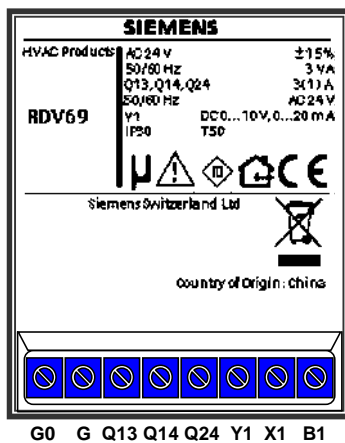 SIEMENS
HVAC Products AC 24 V ±15%
50/60 Hz 3 VA
Q13,Q14,Q24 3(1) A
50/60 Hz AC 24 V
RDV69 Y1 DC 0...10V,0...20 mA
IP30 T50
µ CE
Siemens Switzerland Ltd
Country of Origin: China
G0 G Q13 Q14 Q24 Y1 X1 B1